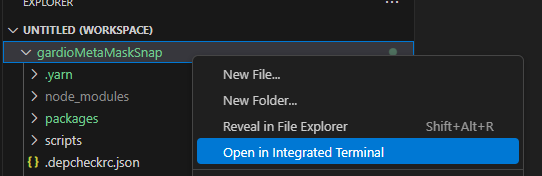 EXPLORER
UNTITLED (WORKSPACE)
gardioMetaMaskSnap
.yarn
node_modules
packages
scripts
{} .depcheckrc.json
New File...
New Folder...
Reveal in File Explorer Shift+Alt+R
Open in Integrated Terminal